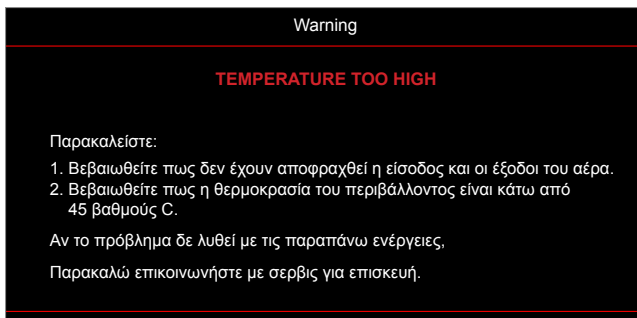 Warning
TEMPERATURE TOO HIGH
Παρακαλείστε:
1. Βεβαιωθείτε πως δεν έχουν αποφραχθεί η είσοδος και οι έξοδοι του αέρα.
2. Βεβαιωθείτε πως η θερμοκρασία του περιβάλλοντος είναι κάτω από
45 βαθμούς C.
Αν το πρόβλημα δε λυθεί με τις παραπάνω ενέργειες,
Παρακαλώ επικοινωνήστε με σερβις για επισκευή.